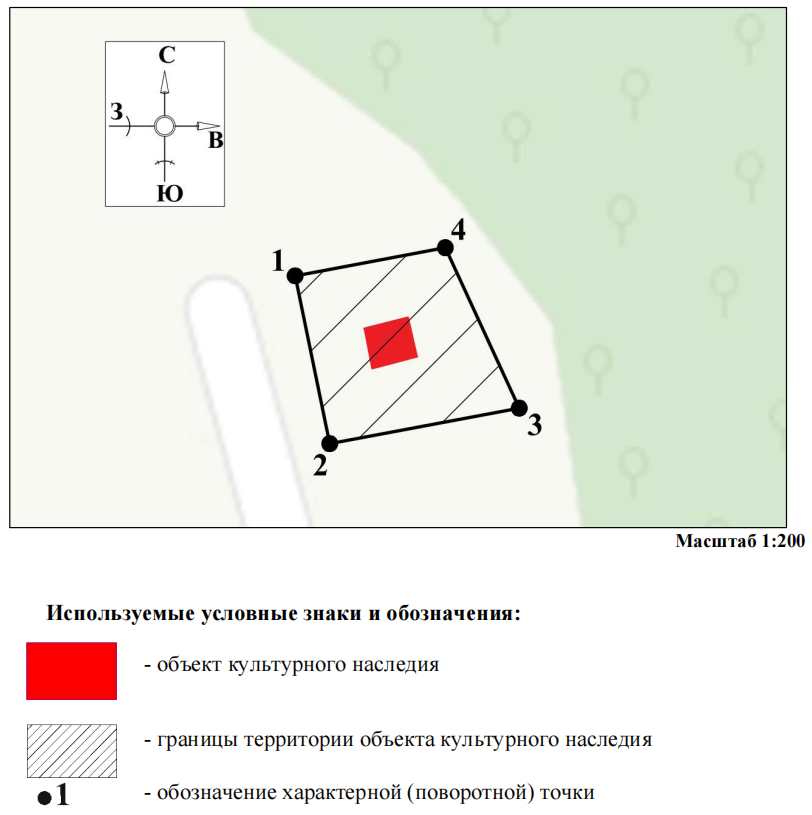 С
З
В
Ю
4
1
3
2
Масштаб 1:200
Используемые условные знаки и обозначения:
- объект культурного наследия
- границы территории объекта культурного наследия
1 - обозначение характерной (поворотной) точки